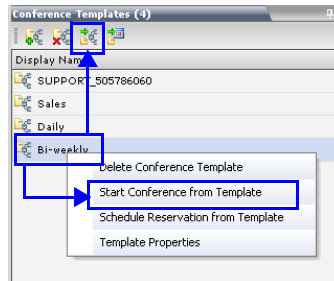 Conference Templates (4)
Display Name
SUPPORT_505786060
Sales
Daily
Bi-weekly
Delete Conference Template
Start Conference from Template
Schedule Reservation from Template
Template Properties